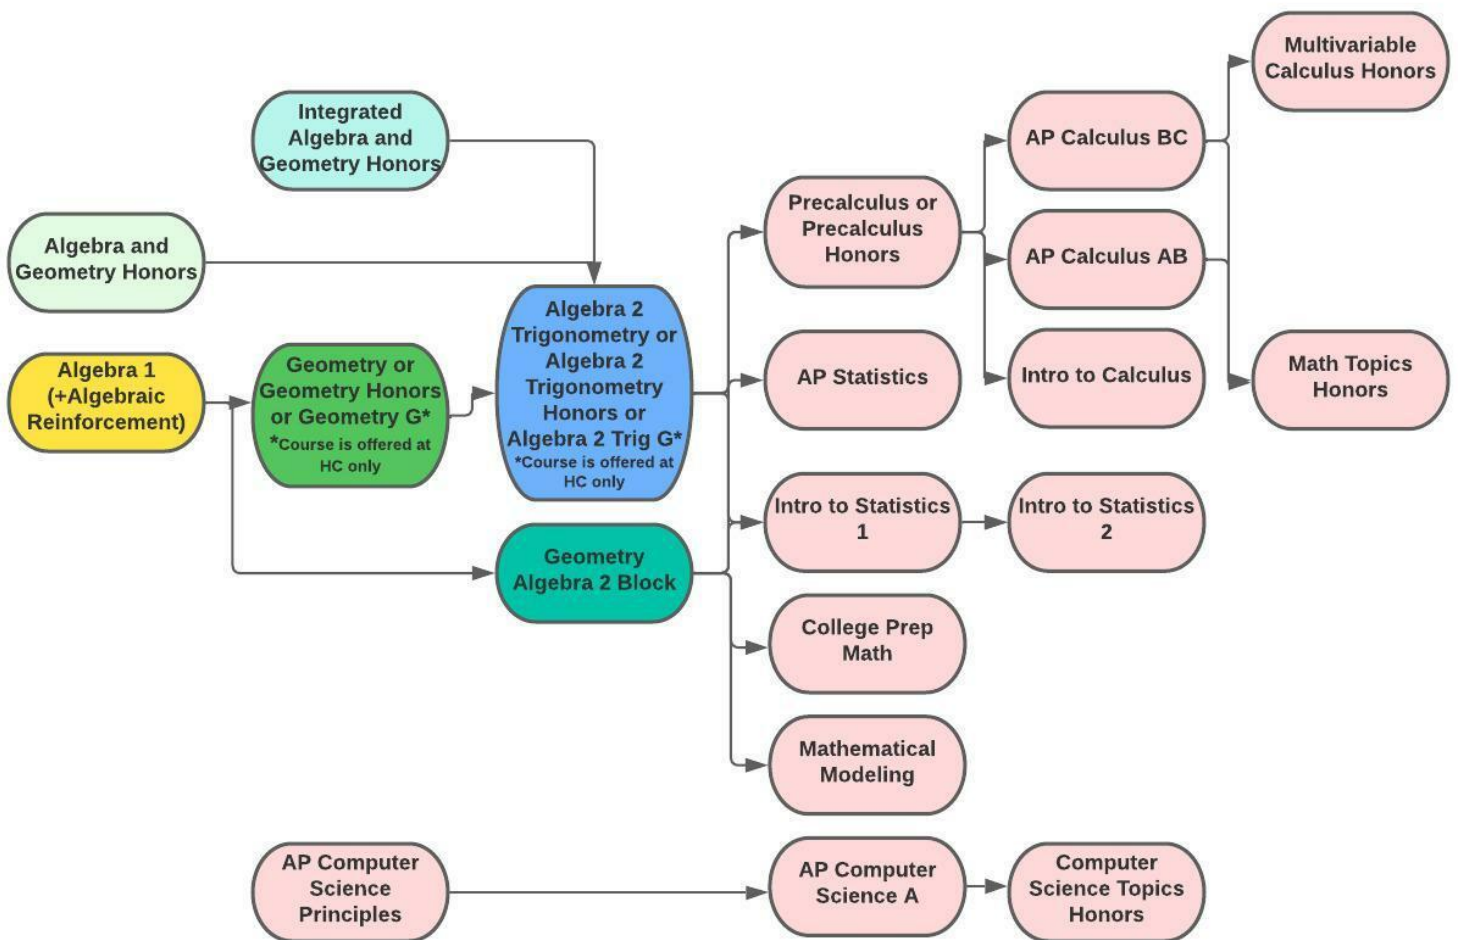 Multivariable
Calculus Honors
Integrated
Algebra and
Geometry Honors
AP Calculus BC
Precalculus or
Precalculus
Honors
Algebra and
Geometry Honors
AP Calculus AB
Algebra 2
Trigonometry or
Algebra 2
Trigonometry
Honors or
Algebra 2 Trig G*
*Course is offered at
HC only
Algebra 1
(+Algebraic
Reinforcement)
Geometry or
Geometry Honors
or Geometry G*
*Course is offered at
HC only
AP Statistics
Intro to Calculus
Math Topics
Honors
Intro to Statistics
1
Intro to Statistics
2
Geometry
Algebra 2 Block
College Prep
Math
Mathematical
Modeling
AP Computer
Science
Principles
AP Computer
Science A
Computer
Science Topics
Honors